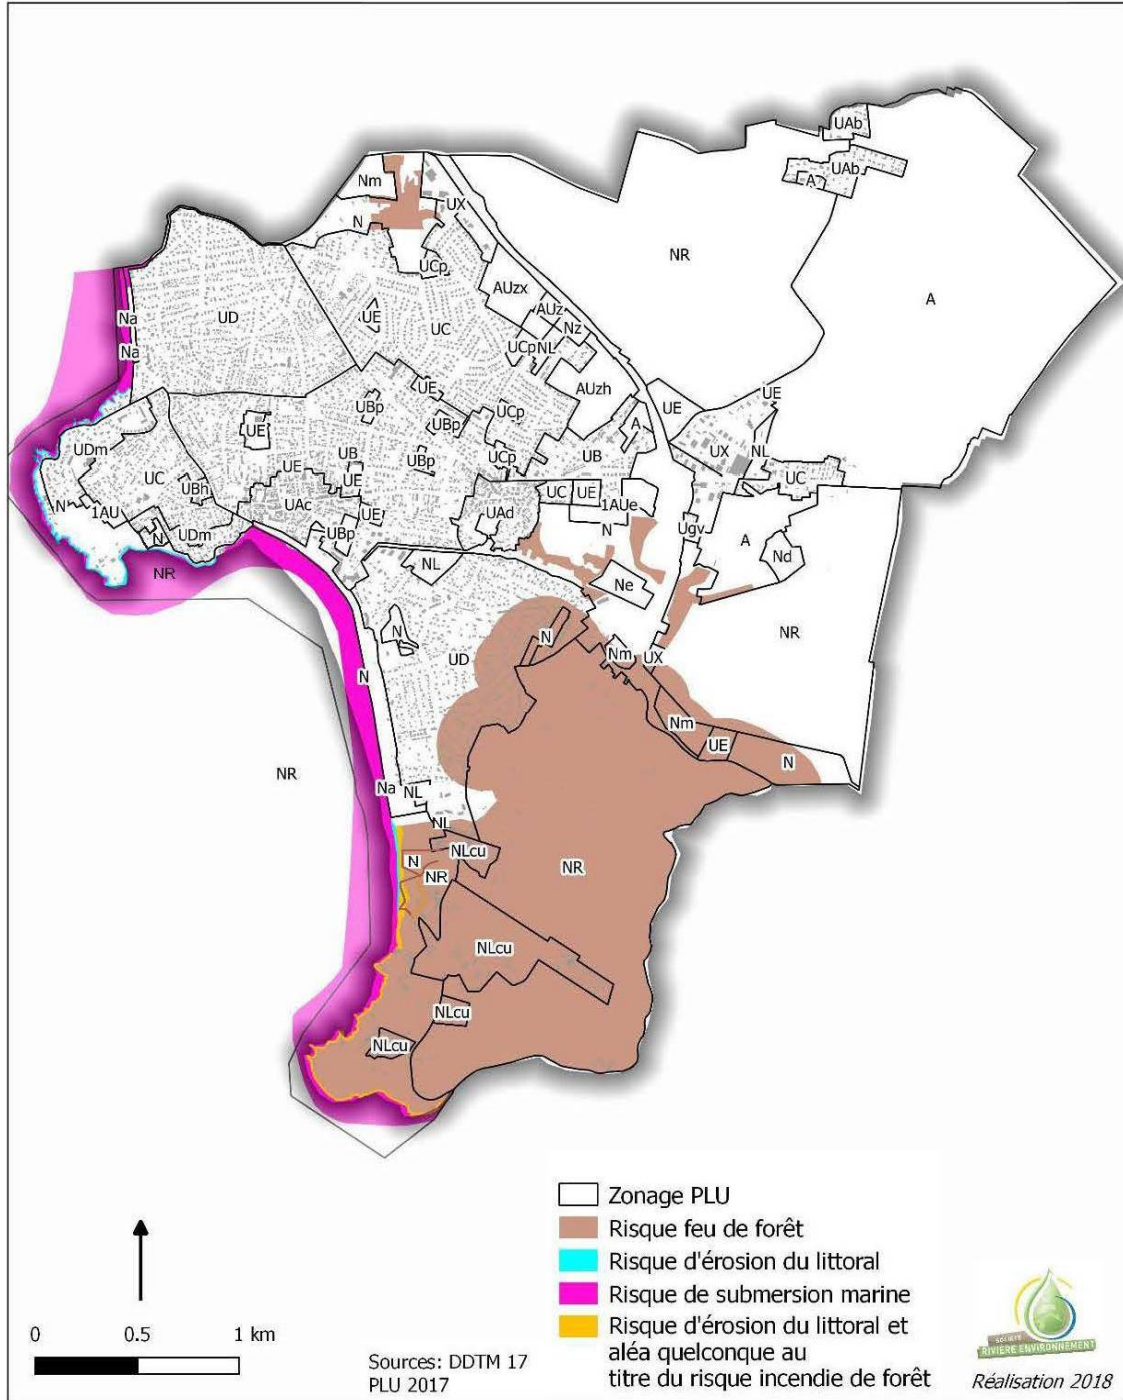 UAb
UAb
A
Nm
UX
N
NR
UCp
A
AUzx
Na
UD
AUz
Nz
UE
UC
Na
UCp
NL
AUzh
UE
UE
UE
UBp
UCp
A
UBp
UE
UDm
UB
UX
NL
UB
UCp
UBp
UE
UC
UC
UE
UBh
UC
UE
N
1AU
UAc
UE
UAd
1AUe
UDm
UBp
N
Ugv
N
A
NR
NL
Nd
Ne
N
N
NR
UD
Nm
UX
N
Nm
UE
N
NR
Na
NL
NL
NLcu
N
NR
NR
NLcu
NLcu
NLcu
Zonage PLU
Risque feu de forêt
Risque d'érosion du littoral
Risque de submersion marine
Risque d'érosion du littoral et
aléa quelconque au
titre du risque incendie de forêt
0 0.5 1 km
Sources: DDTM 17
PLU 2017
SOCIÉTÉ
RIVIERE ENVIRONNEMENT
Réalisation 2018